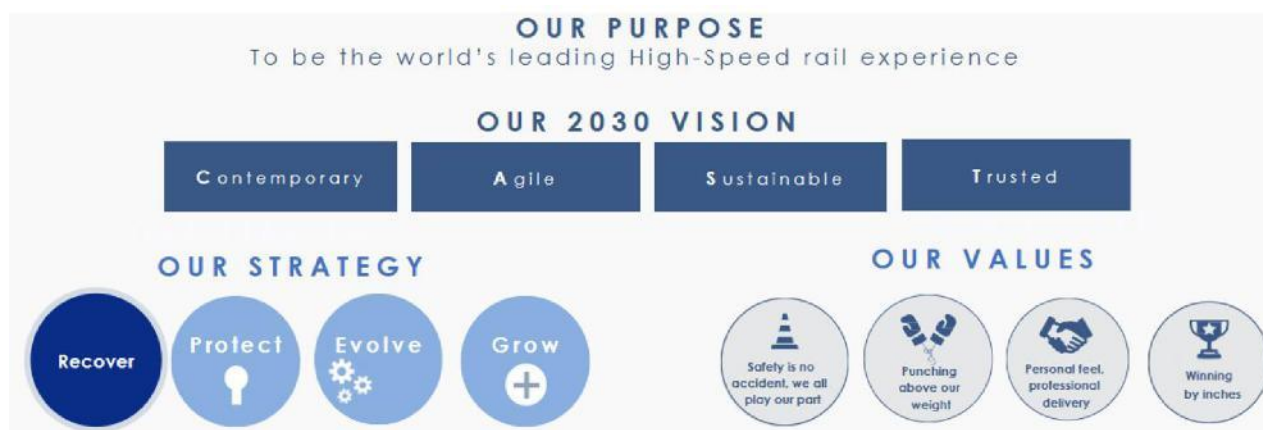 OUR PURPOSE
To be the world's leading High-Speed rail experience
OUR 2030 VISION
Contemporary
Agile
Sustainable
Trusted
OUR STRATEGY
Recover
Protect
Evolve
Grow
OUR VALUES
Safety is no
accident, we all
play our part
Punching
above our
weight
Personal feel,
professional
delivery
Winning
by inches